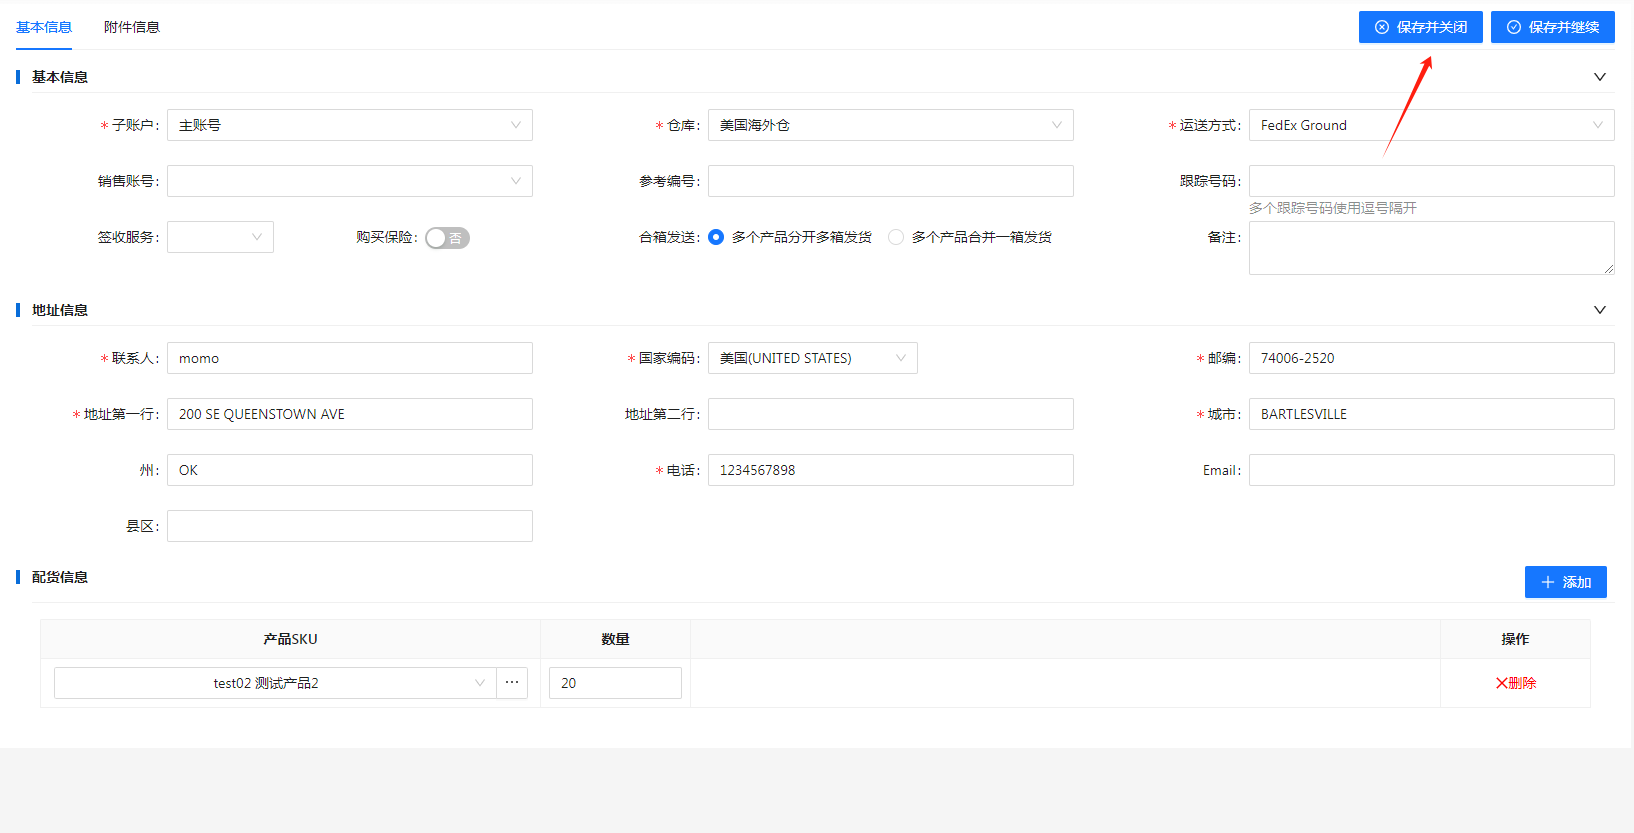 基本信息 附件信息 保存并关闭 保存并继续
基本信息
* 子账户: 主账号 * 仓库: 美国海外仓 * 运送方式: FedEx Ground
销售账号: 参考编号: 跟踪号码:
多个跟踪号码使用逗号隔开
签收服务: 购买保险: 否 合箱发送: 多个产品分开多箱发货 多个产品合并一箱发货 备注:
地址信息
* 联系人: momo * 国家编码: 美国(UNITED STATES) * 邮编: 74006-2520
* 地址第一行: 200 SE QUEENSTOWN AVE 地址第二行: * 城市: BARTLESVILLE
州: OK * 电话: 1234567898 Email:
县区:
配货信息 添加
产品SKU 数量 操作
test02 测试产品2 ··· 20 删除